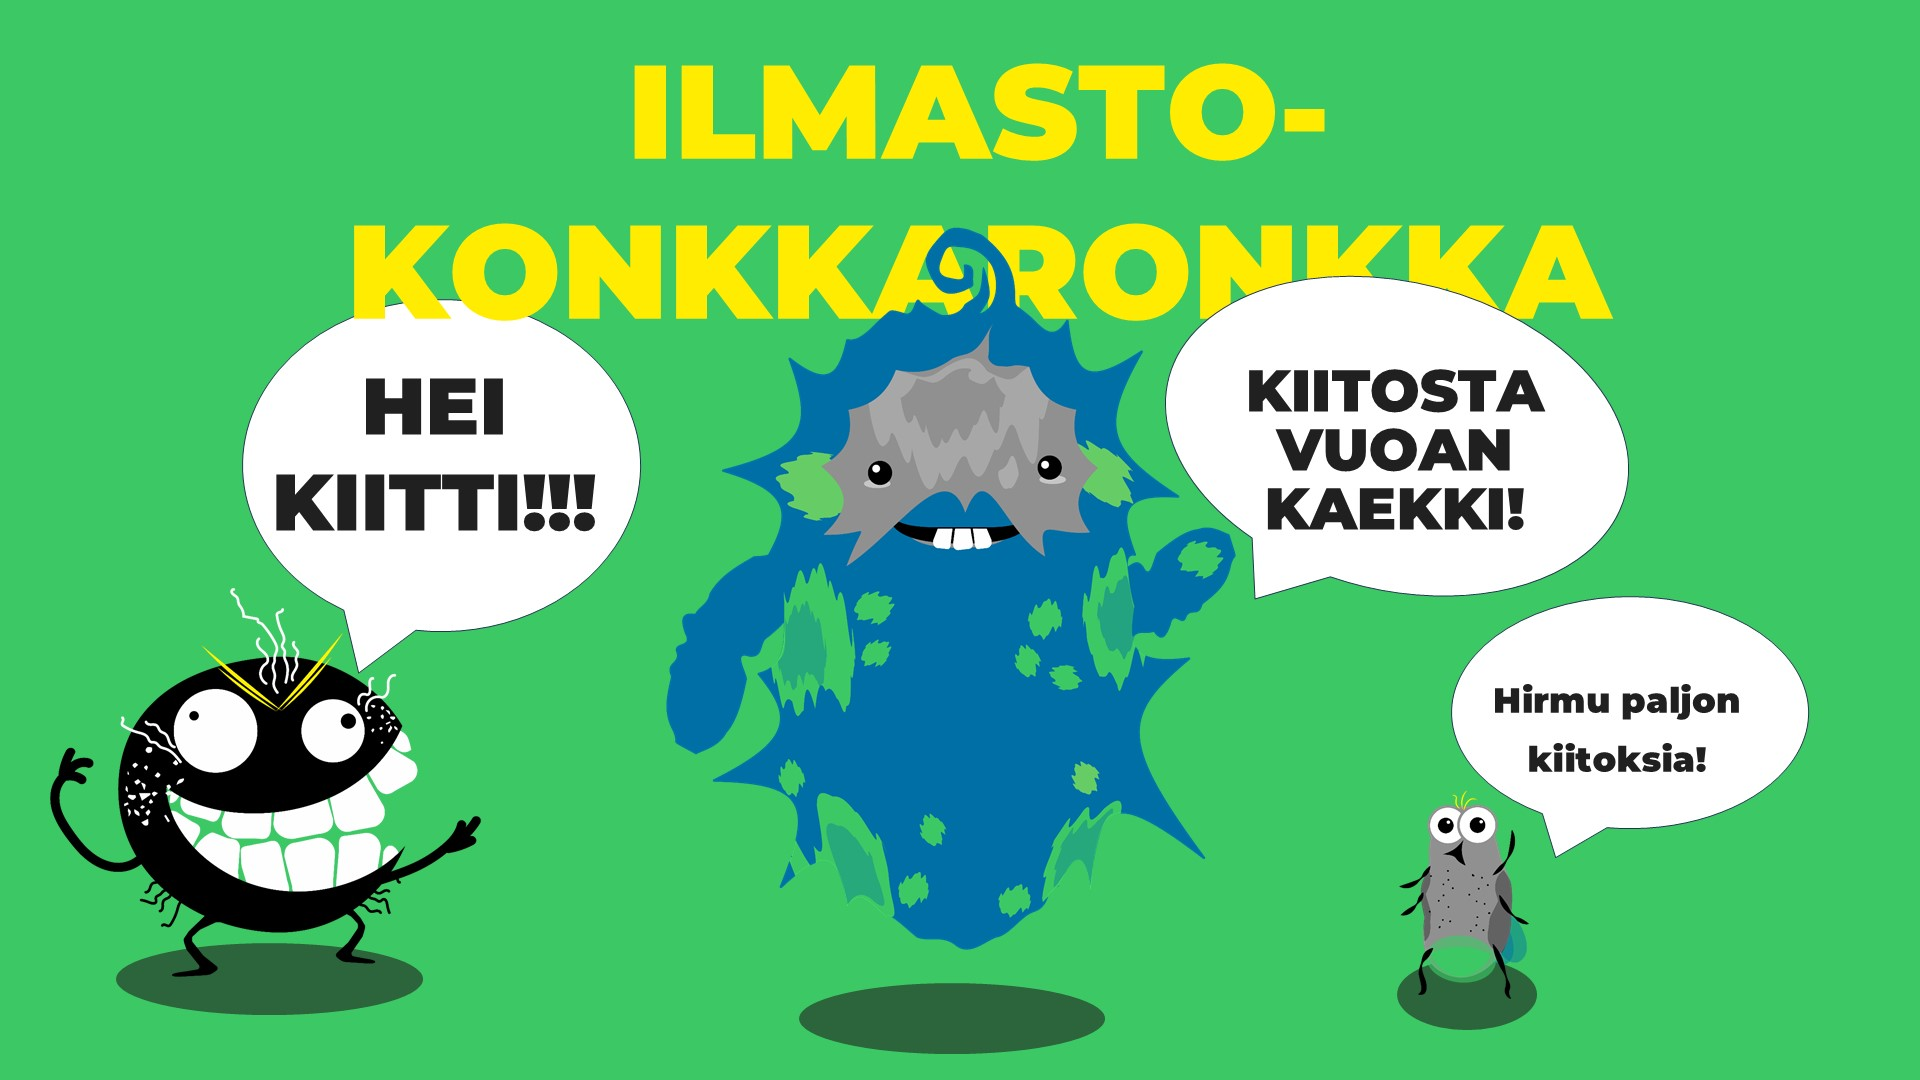 ILMASTO-
KONKKARONKKA
HEI
KIITTI!!!
KIITOSTA
VUOAN
KAEKKI!
Hirmu paljon
kiitoksia!